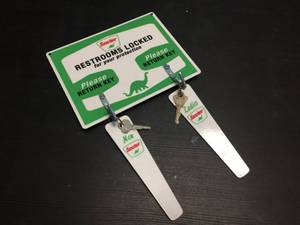 Sinclair
RESTROOMS LOCKED
for your protection
Please
RETURN KEY
Please
RETURN KEY
Men
Sinclair
Ladies
Sinclair